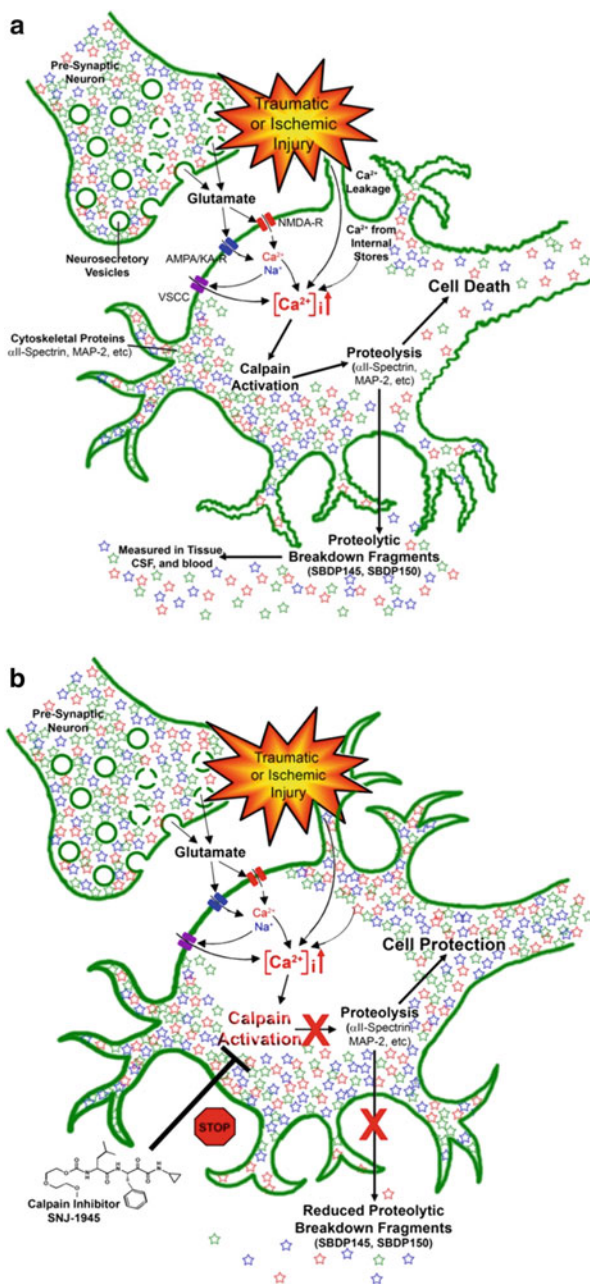 a
Pre-Synaptic
Neuron
Traumatic
or Ischemic
Injury
Ca²⁺
Leakage
Glutamate
NMDA-R
Ca²⁺ from
Internal
Stores
Neurosecretory
Vesicles
AMPA/KA-R
Ca²⁺
Na⁺
VSCC
[Ca²⁺]i
Cell Death
Cytoskeletal Proteins
αII-Spectrin, MAP-2, etc)
Calpain
Activation
Proteolysis
(αII-Spectrin,
MAP-2, etc)
Measured in Tissue,
CSF, and blood
Proteolytic
Breakdown Fragments
(SBDP145, SBDP150)
b
Pre-Synaptic
Neuron
Traumatic
or Ischemic
Injury
Glutamate
Ca²⁺
Na⁺
[Ca²⁺]i
Cell Protection
Calpain
Activation
X
Proteolysis
(αII-Spectrin,
MAP-2, etc)
STOP
X
O
O
O
O
N
H
O
H
N
O
O
H
N
O
Calpain Inhibitor
SNJ-1945
Reduced Proteolytic
Breakdown Fragments
(SBDP145, SBDP150)